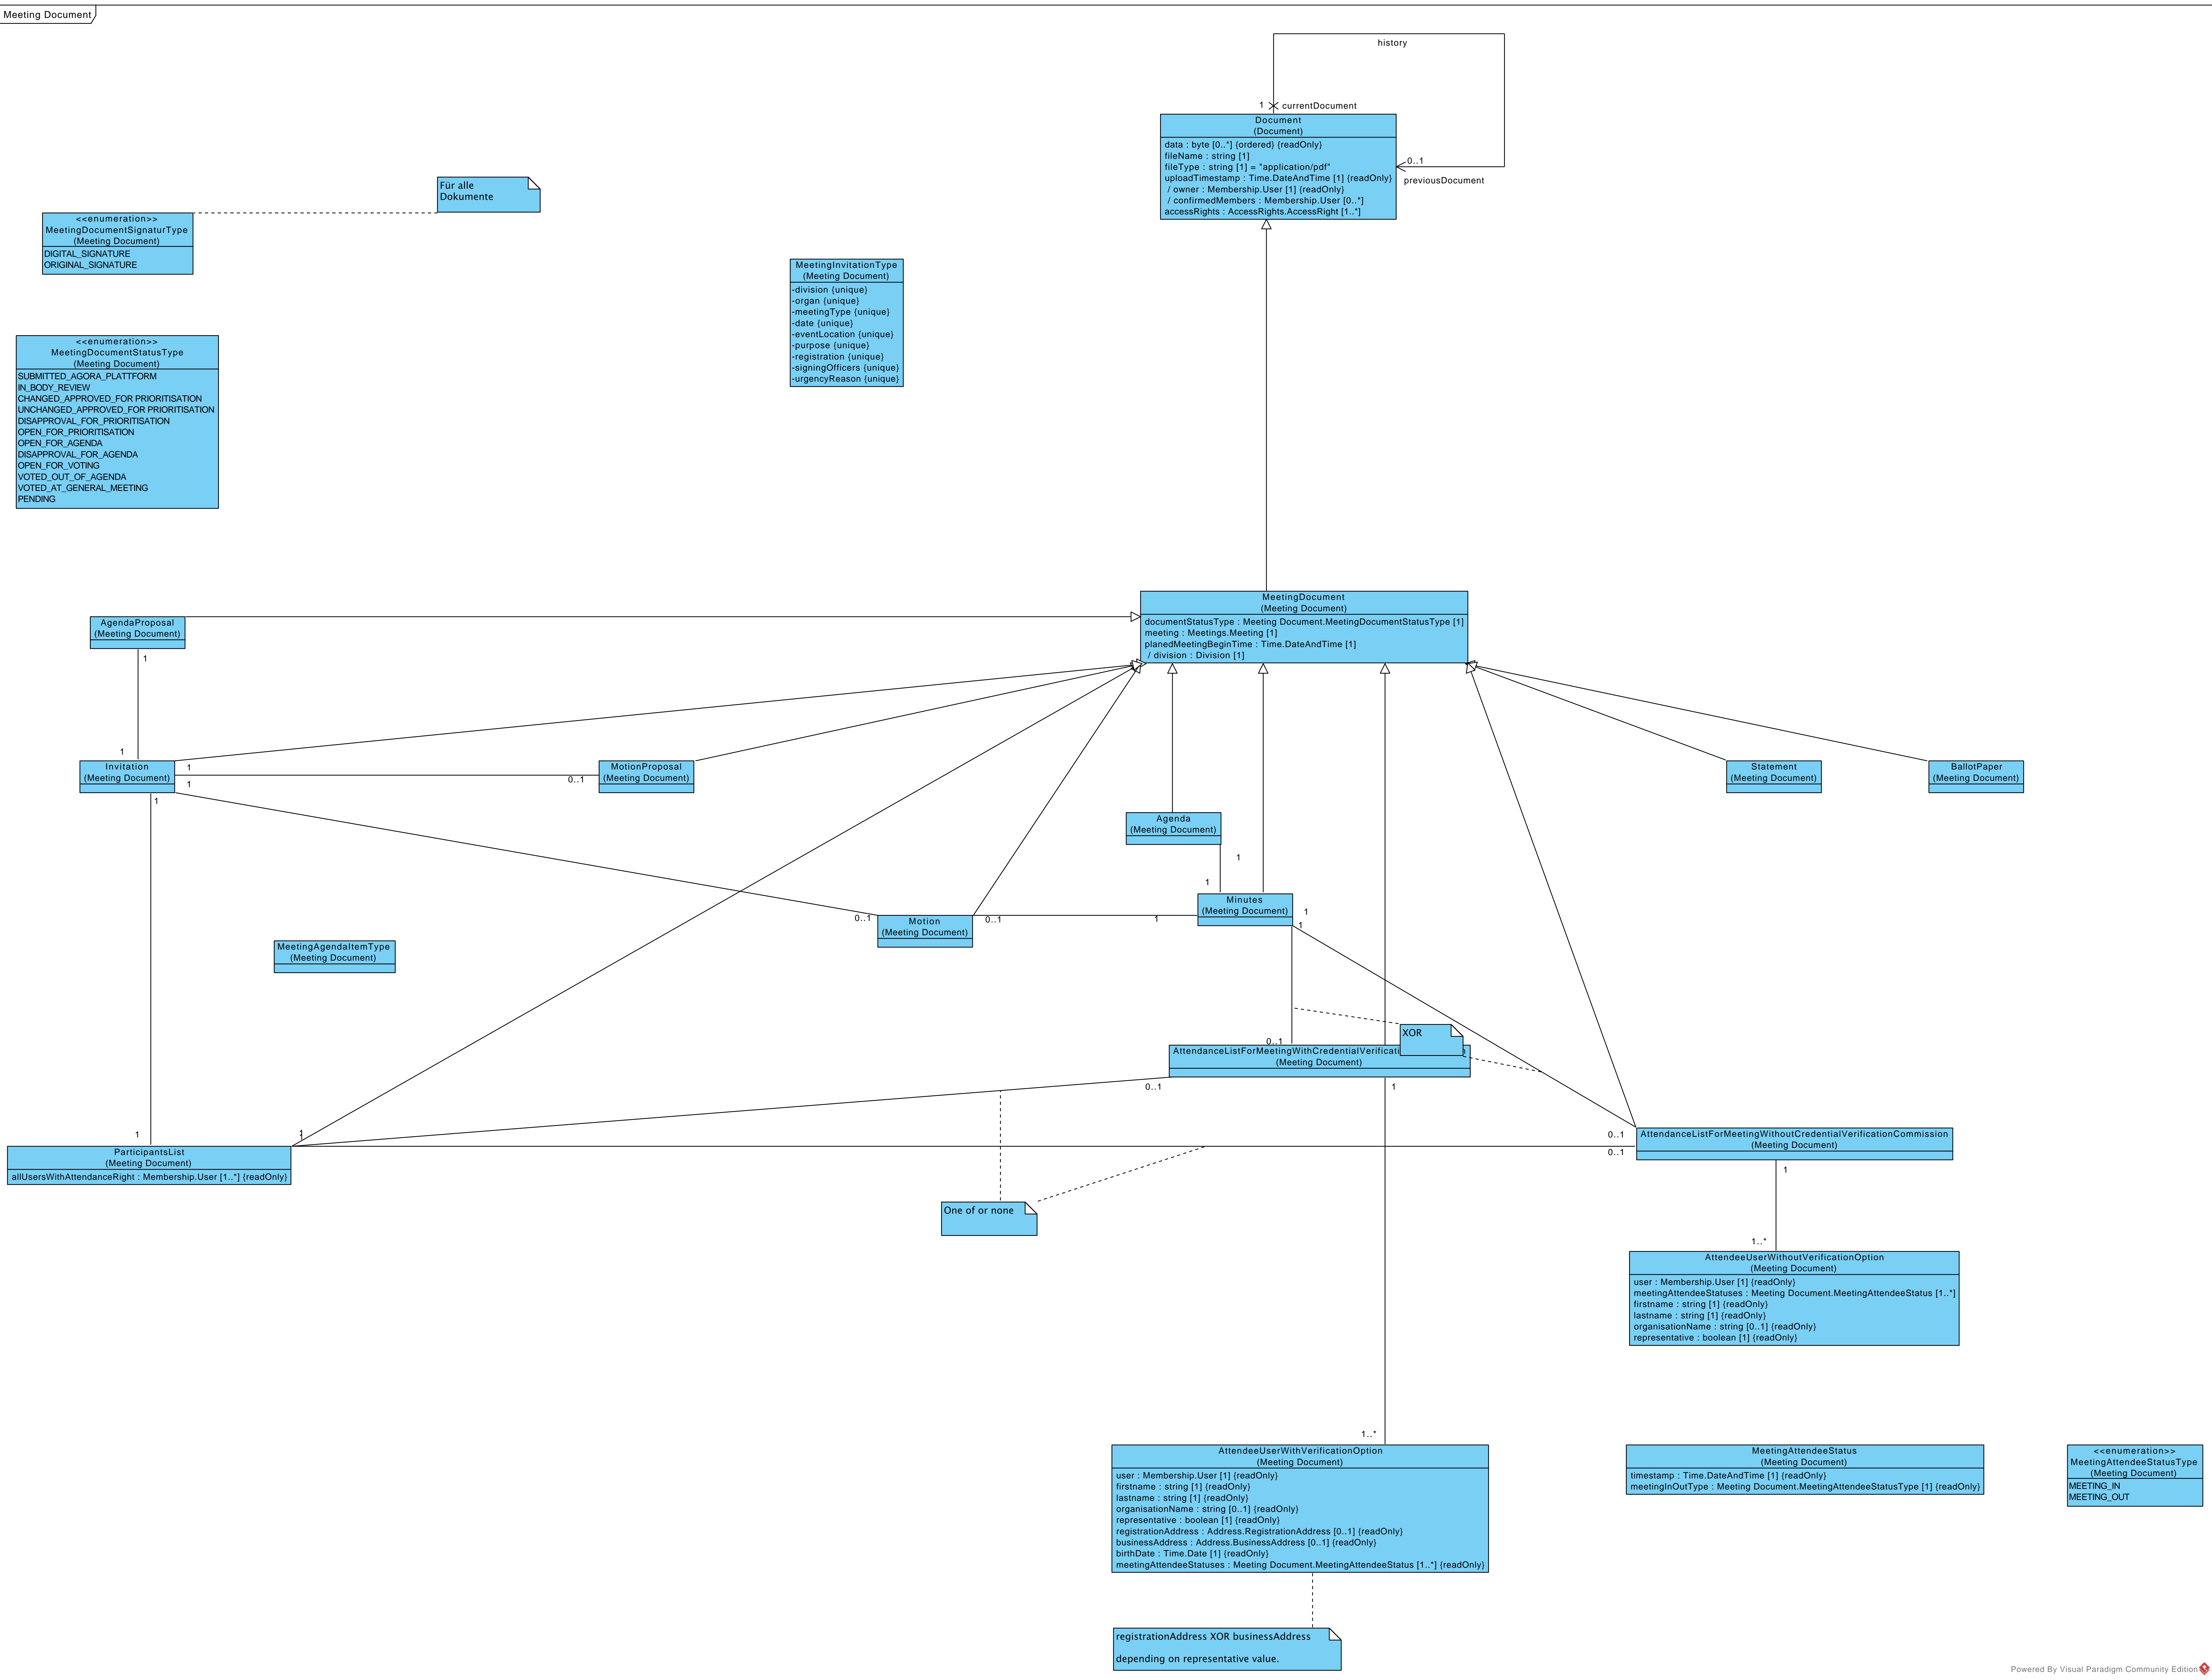 Meeting Document
history
1
currentDocument
Document
(Document)
data : byte [0..*] {ordered} {readOnly}
fileName : string [1]
fileType : string [1] = "application/pdf"
uploadTimestamp : Time.DateAndTime [1] {readOnly}
/ owner : Membership.User [1] {readOnly}
/ confirmedMembers : Membership.User [0..*]
accessRights : AccessRights.AccessRight [1..*]
0..1
previousDocument
Für alle
Dokumente
<<enumeration>>
MeetingDocumentSignaturType
(Meeting Document)
DIGITAL_SIGNATURE
ORIGINAL_SIGNATURE
MeetingInvitationType
(Meeting Document)
-division {unique}
-organ {unique}
-meetingType {unique}
-date {unique}
-eventLocation {unique}
-purpose {unique}
-registration {unique}
-signingOfficers {unique}
-urgencyReason {unique}
<<enumeration>>
MeetingDocumentStatusType
(Meeting Document)
SUBMITTED_AGORA_PLATTFORM
IN_BODY_REVIEW
CHANGED_APPROVED_FOR PRIORITISATION
UNCHANGED_APPROVED_FOR PRIORITISATION
DISAPPROVAL_FOR_PRIORITISATION
OPEN_FOR_PRIORITISATION
OPEN_FOR_AGENDA
DISAPPROVAL_FOR_AGENDA
OPEN_FOR_VOTING
VOTED_OUT_OF_AGENDA
VOTED_AT_GENERAL_MEETING
PENDING
MeetingDocument
(Meeting Document)
documentStatusType : Meeting Document.MeetingDocumentStatusType [1]
meeting : Meetings.Meeting [1]
planedMeetingBeginTime : Time.DateAndTime [1]
/ division : Division [1]
AgendaProposal
(Meeting Document)
1
1
Invitation
(Meeting Document)
1
1
1
0..1
MotionProposal
(Meeting Document)
Statement
(Meeting Document)
BallotPaper
(Meeting Document)
Agenda
(Meeting Document)
1
1
Minutes
(Meeting Document)
1
1
0..1
Motion
(Meeting Document)
0..1
1
MeetingAgendaItemType
(Meeting Document)
XOR
0..1
AttendanceListForMeetingWithCredentialVerificati
(Meeting Document)
0..1
1
1
1
ParticipantsList
(Meeting Document)
allUsersWithAttendanceRight : Membership.User [1..*] {readOnly}
0..1
0..1
AttendanceListForMeetingWithoutCredentialVerificationCommission
(Meeting Document)
1
One of or none
1..*
AttendeeUserWithoutVerificationOption
(Meeting Document)
user : Membership.User [1] {readOnly}
meetingAttendeeStatuses : Meeting Document.MeetingAttendeeStatus [1..*]
firstname : string [1] {readOnly}
lastname : string [1] {readOnly}
organisationName : string [0..1] {readOnly}
representative : boolean [1] {readOnly}
1..*
AttendeeUserWithVerificationOption
(Meeting Document)
user : Membership.User [1] {readOnly}
firstname : string [1] {readOnly}
lastname : string [1] {readOnly}
organisationName : string [0..1] {readOnly}
representative : boolean [1] {readOnly}
registrationAddress : Address.RegistrationAddress [0..1] {readOnly}
businessAddress : Address.BusinessAddress [0..1] {readOnly}
birthDate : Time.Date [1] {readOnly}
meetingAttendeeStatuses : Meeting Document.MeetingAttendeeStatus [1..*] {readOnly}
MeetingAttendeeStatus
(Meeting Document)
timestamp : Time.DateAndTime [1] {readOnly}
meetingInOutType : Meeting Document.MeetingAttendeeStatusType [1] {readOnly}
<<enumeration>>
MeetingAttendeeStatusType
(Meeting Document)
MEETING_IN
MEETING_OUT
registrationAddress XOR businessAddress
depending on representative value.
Powered By Visual Paradigm Community Edition